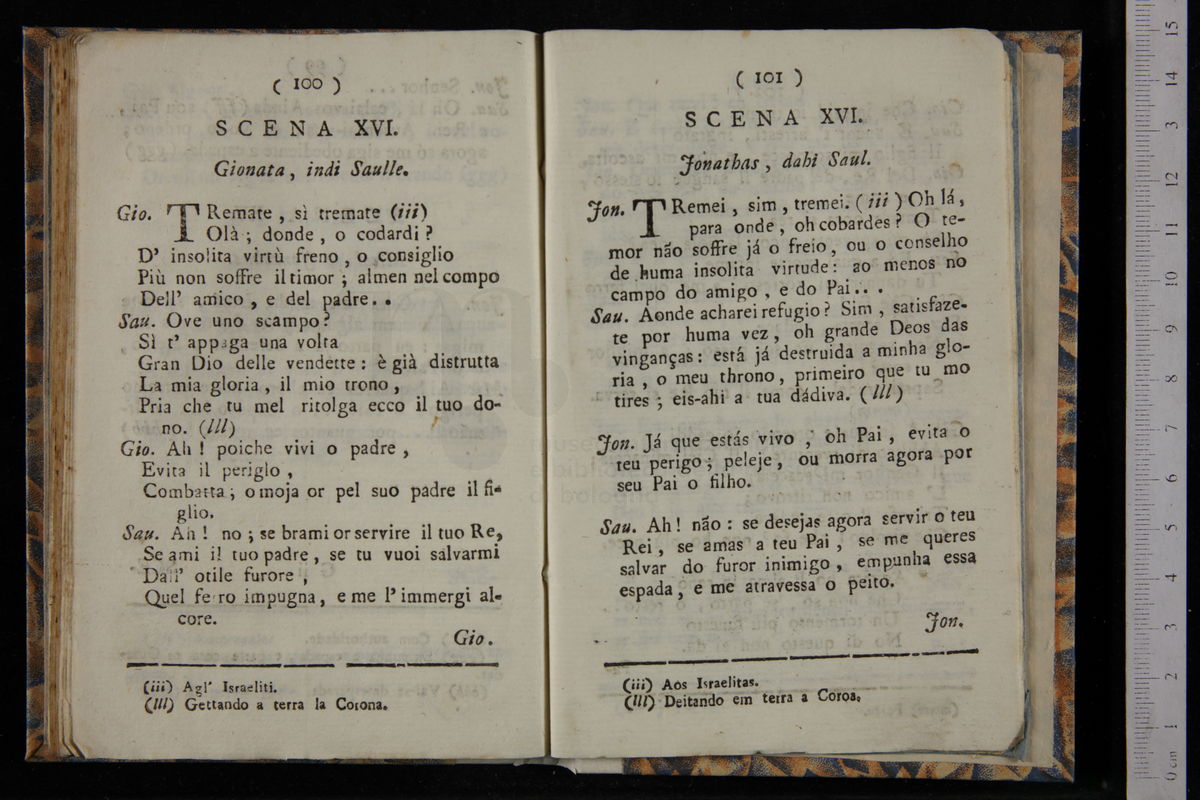 ( 100 )
SCENA XVI.
Gionata, indi Saulle.
Gio. TRemate, sì tremate (iii)
Olà; donde, o codardi?
D' insolita virtù freno, o consiglio
Più non soffre il timor; almen nel compo
Dell' amico, e del padre..
Sau. Ove uno scampo?
Sì t' appaga una volta
Gran Dio delle vendette: è già distrutta
La mia gloria, il mio trono,
Pria che tu mel ritolga ecco il tuo do-
no. (lll)
Gio. Ah! poiche vivi o padre,
Evita il periglo,
Combatta; o moja or pel suo padre il fi-
glio.
Sau. Ah! no; se brami or servire il tuo Re,
Se ami il tuo padre, se tu vuoi salvarmi
Dall' otile furore,
Quel ferro impugna, e me l' immergi al-
core.
Gio.
(iii) Agl' Israeliti.
(lll) Gettando a terra la Corona.
( 101 )
SCENA XVI.
Jonathas, dahi Saul.
Jon. TRemei, sim, tremei. (iii) Oh lá,
para onde, oh cobardes? O te-
mor não soffre já o freio, ou o conselho
de huma insolita virtude: ao menos no
campo do amigo, e do Pai...
Sau. Aonde acharei refugio? Sim, satisfaze-
te por huma vez, oh grande Deos das
vinganças: está já destruida a minha glo-
ria, o meu throno, primeiro que tu mo
tires; eis-ahi a tua dádiva. (lll)
Jon. Já que estás vivo, oh Pai, evita o
teu perigo; peleje, ou morra agora por
seu Pai o filho.
Sau. Ah! não: se desejas agora servir o teu
Rei, se amas a teu Pai, se me queres
salvar do furor inimigo, empunha essa
espada, e me atravessa o peito.
Jon.
(iii) Aos Israelitas.
(lll) Deitando em terra a Coroa.